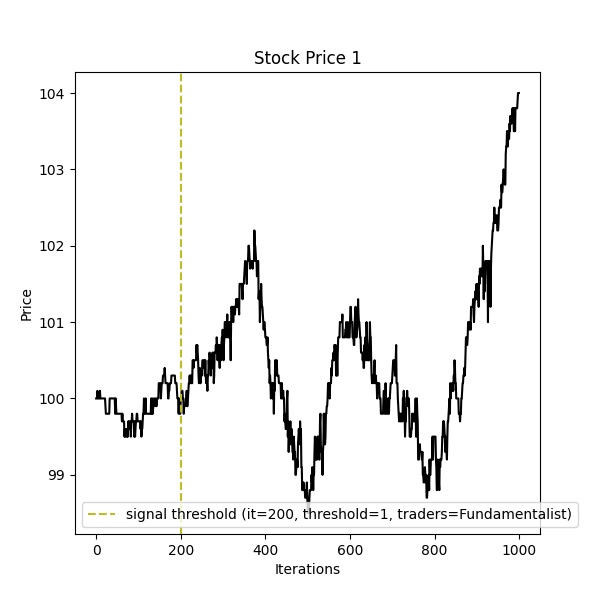 Stock Price 1
104
103
102
101
100
99
Price
signal threshold (it=200, threshold=1, traders=Fundamentalist)
0 200 400 600 800 1000
Iterations